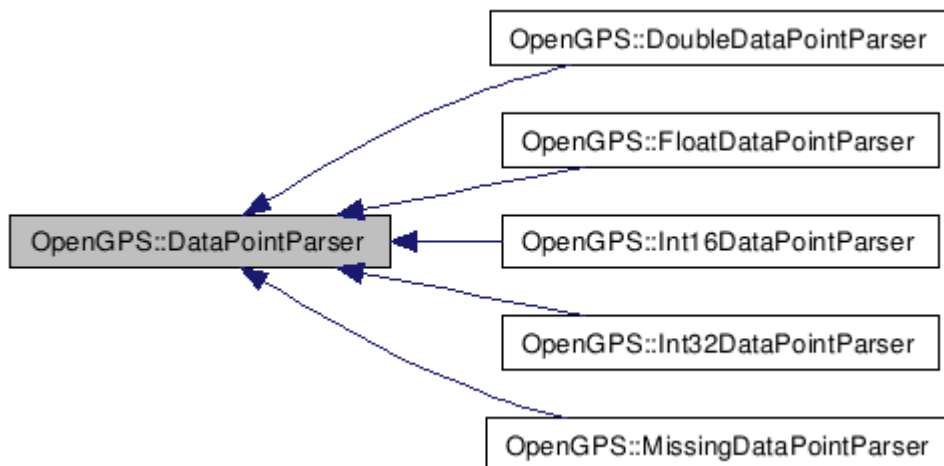 OpenGPS::DoubleDataPointParser
OpenGPS::FloatDataPointParser
OpenGPS::DataPointParser
OpenGPS::Int16DataPointParser
OpenGPS::Int32DataPointParser
OpenGPS::MissingDataPointParser